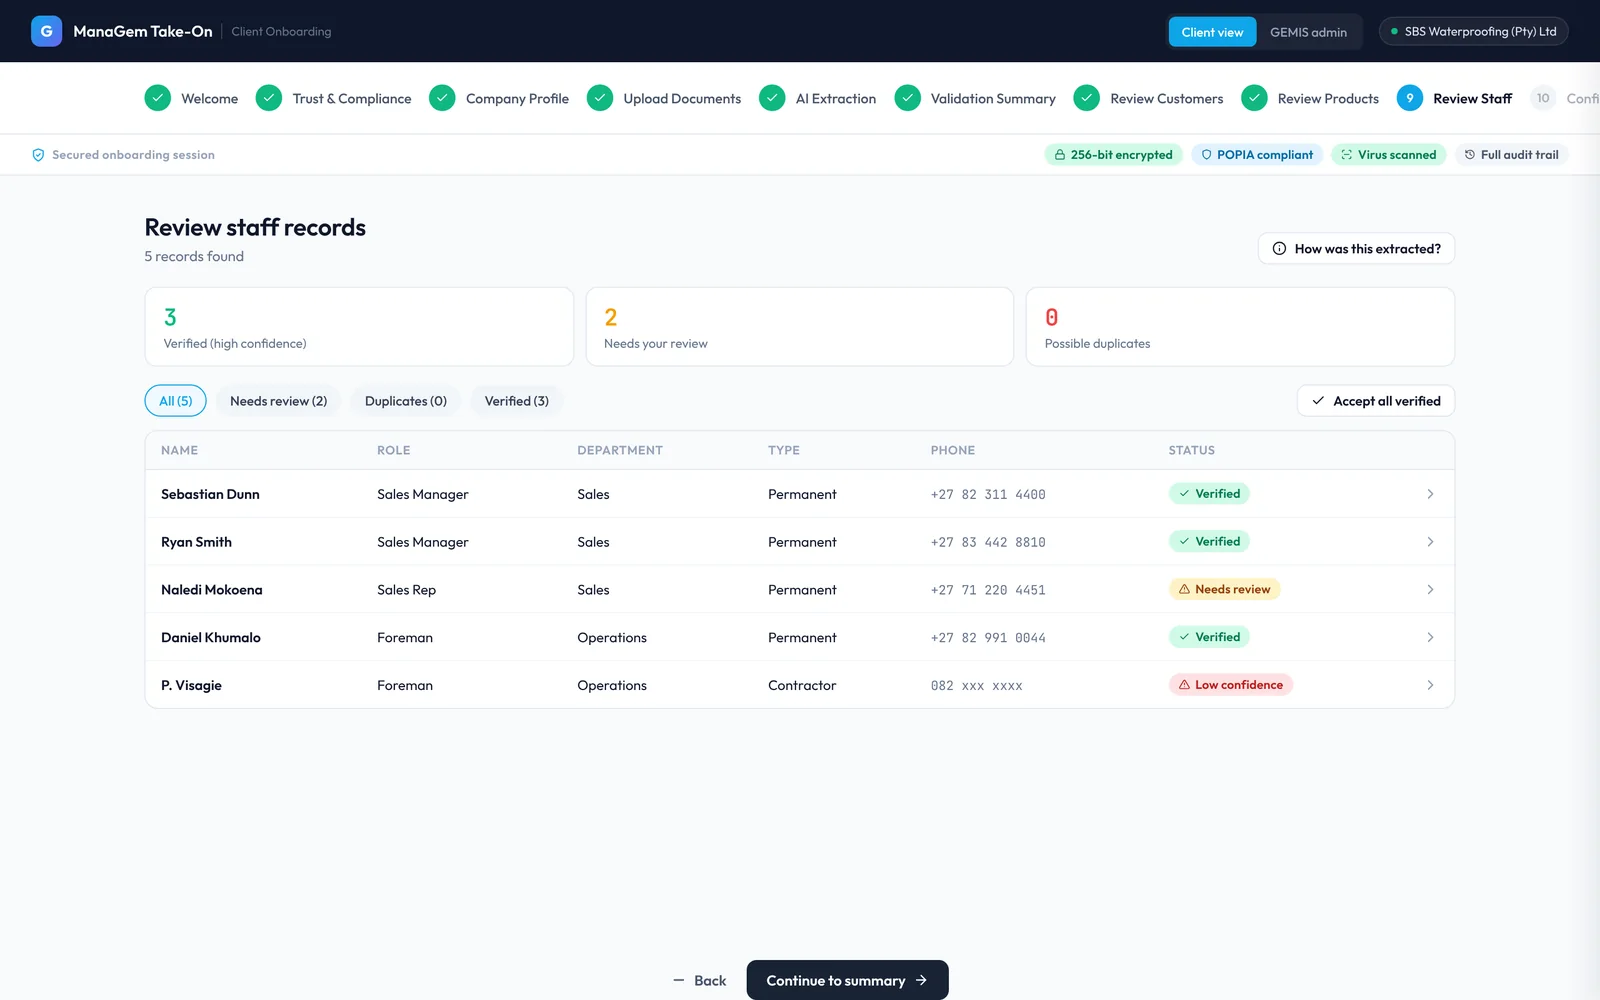 G ManaGem Take-On Client Onboarding Client view GEMIS admin SBS Waterproofing (Pty) Ltd
Welcome Trust & Compliance Company Profile Upload Documents AI Extraction Validation Summary Review Customers Review Products 9 Review Staff 10 Confi
Secured onboarding session 256-bit encrypted POPIA compliant Virus scanned Full audit trail
Review staff records
5 records found
How was this extracted?
3 2 0
Verified (high confidence) Needs your review Possible duplicates
All (5) Needs review (2) Duplicates (0) Verified (3) Accept all verified
NAME ROLE DEPARTMENT TYPE PHONE STATUS
Sebastian Dunn Sales Manager Sales Permanent +27 82 311 4400 Verified
Ryan Smith Sales Manager Sales Permanent +27 83 442 8810 Verified
Naledi Mokoena Sales Rep Sales Permanent +27 71 220 4451 Needs review
Daniel Khumalo Foreman Operations Permanent +27 82 991 0044 Verified
P. Visagie Foreman Operations Contractor 082 xxx xxxx Low confidence
Back Continue to summary